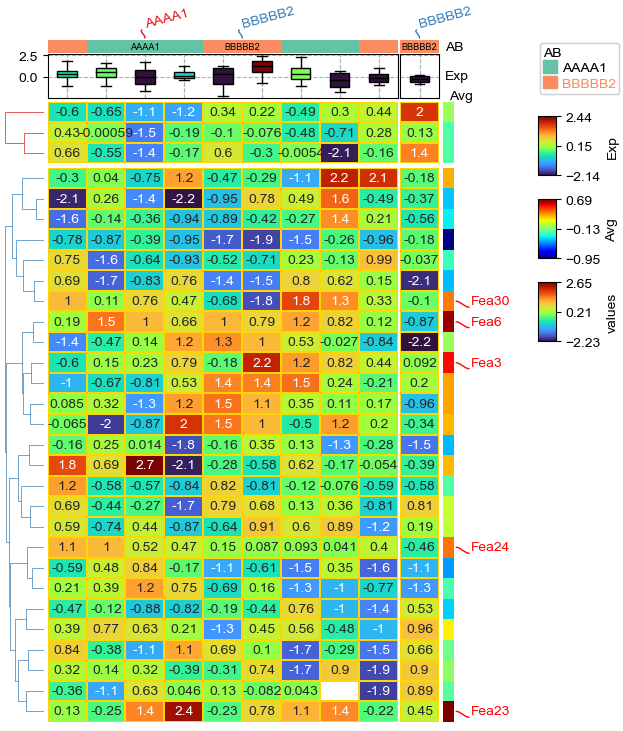 AAAA1
BBBBB2
BBBBB2
AAAA1 BBBBB2 BBBBB2 AB
2.5
0.0
Exp
Avg
-0.6 -0.65 -1.1 -1.2 0.34 0.22 -0.49 0.3 0.44 2
0.43 -0.00059 -1.5 -0.19 -0.1 -0.076 -0.48 -0.71 0.28 0.13
0.66 -0.55 -1.4 -0.17 0.6 -0.3 -0.0054 -2.1 -0.16 1.4
-0.3 0.04 -0.75 1.2 -0.47 -0.29 -1.1 2.2 2.1 -0.18
-2.1 0.26 -1.4 -2.2 -0.95 0.78 0.49 1.6 -0.49 -0.37
-1.6 -0.14 -0.36 -0.94 -0.89 -0.42 0.27 1.4 0.21 -0.56
-0.78 -0.87 -0.39 -0.95 -1.7 -1.9 -1.5 -0.26 -0.96 -0.18
0.75 -1.6 -0.64 -0.93 -0.52 -0.71 0.23 -0.13 0.99 -0.037
0.69 -1.7 -0.83 0.76 -1.4 -1.5 0.8 0.62 0.15 -2.1
1 0.11 0.76 0.47 -0.68 -1.8 1.8 1.3 0.33 -0.1 Fea30
0.19 1.5 1 0.66 1 0.79 1.2 0.82 0.12 -0.87 Fea6
-1.4 -0.47 0.14 1.2 1.3 1 0.53 -0.027 -0.84 -2.2
-0.6 0.15 0.23 0.79 -0.18 2.2 1.2 0.82 0.44 0.092 Fea3
-1 -0.67 -0.81 0.53 1.4 1.4 1.5 0.24 -0.21 0.2
0.085 0.32 -1.3 1.2 1.5 1.1 0.35 0.11 0.17 -0.96
-0.065 -2 -0.87 2 1.5 1 -0.5 1.2 0.2 -0.34
-0.16 0.25 0.014 -1.8 -0.16 0.35 0.13 -1.3 -0.28 -1.5
1.8 0.69 2.7 -2.1 -0.28 -0.58 0.62 -0.17 -0.054 -0.39
1.2 -0.58 -0.57 -0.84 0.82 -0.81 -0.12 -0.076 -0.59 -0.58
0.69 -0.44 -0.27 -1.7 0.79 0.68 0.13 0.36 -0.81 0.81
0.59 -0.74 0.44 -0.87 -0.64 0.91 0.6 0.89 -1.2 0.19
1.1 1 0.52 0.47 0.15 0.087 0.093 0.041 0.4 -0.46 Fea24
-0.59 0.48 0.84 -0.17 -1.1 -0.61 -1.5 0.35 -1.6 -1.1
0.21 0.39 1.2 0.75 -0.69 0.16 -1.3 -1 -0.77 -1.3
-0.47 -0.12 -0.88 -0.82 -0.19 -0.44 0.76 -1 -1.4 0.53
0.39 0.77 0.63 0.21 -1.3 0.45 0.56 -0.48 -1 0.96
0.84 -0.38 -1.1 1.1 0.69 0.1 -1.7 -0.29 -1.5 0.66
0.32 0.14 0.32 -0.39 -0.31 0.74 -1.7 0.9 -1.9 0.9
-0.36 -1.1 0.63 0.046 0.13 -0.082 0.043 -1.9 0.89
0.13 -0.25 1.4 2.4 -0.23 0.78 1.1 1.4 -0.22 0.45 Fea23
AB
AAAA1
BBBBB2
2.44
0.15
-2.14
Exp
0.69
-0.13
-0.95
Avg
2.65
0.21
-2.23
values